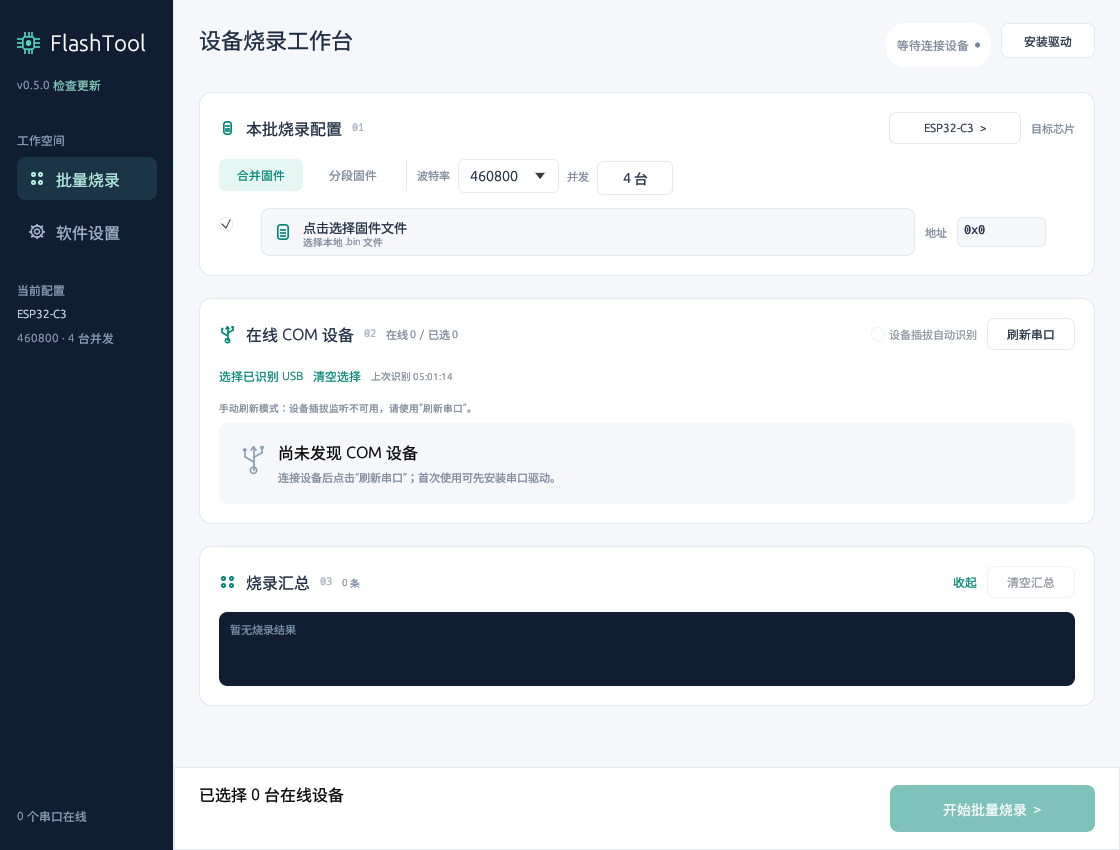 FlashTool
v0.5.0 检查更新
工作空间
批量烧录
软件设置
当前配置
ESP32-C3
460800 · 4 台并发
0 个串口在线
设备烧录工作台
等待连接设备
安装驱动
本批烧录配置 01
ESP32-C3 >
目标芯片
合并固件
分段固件
波特率
460800
并发
4 台
点击选择固件文件
选择本地 .bin 文件
地址
0x0
在线 COM 设备 02 在线 0 / 已选 0
设备插拔自动识别
刷新串口
选择已识别 USB 清空选择 上次识别 05:01:14
手动刷新模式：设备插拔监听不可用，请使用“刷新串口”。
尚未发现 COM 设备
连接设备后点击“刷新串口”；首次使用可先安装串口驱动。
烧录汇总 03 0 条
收起
清空汇总
暂无烧录结果
已选择 0 台在线设备
开始批量烧录 >